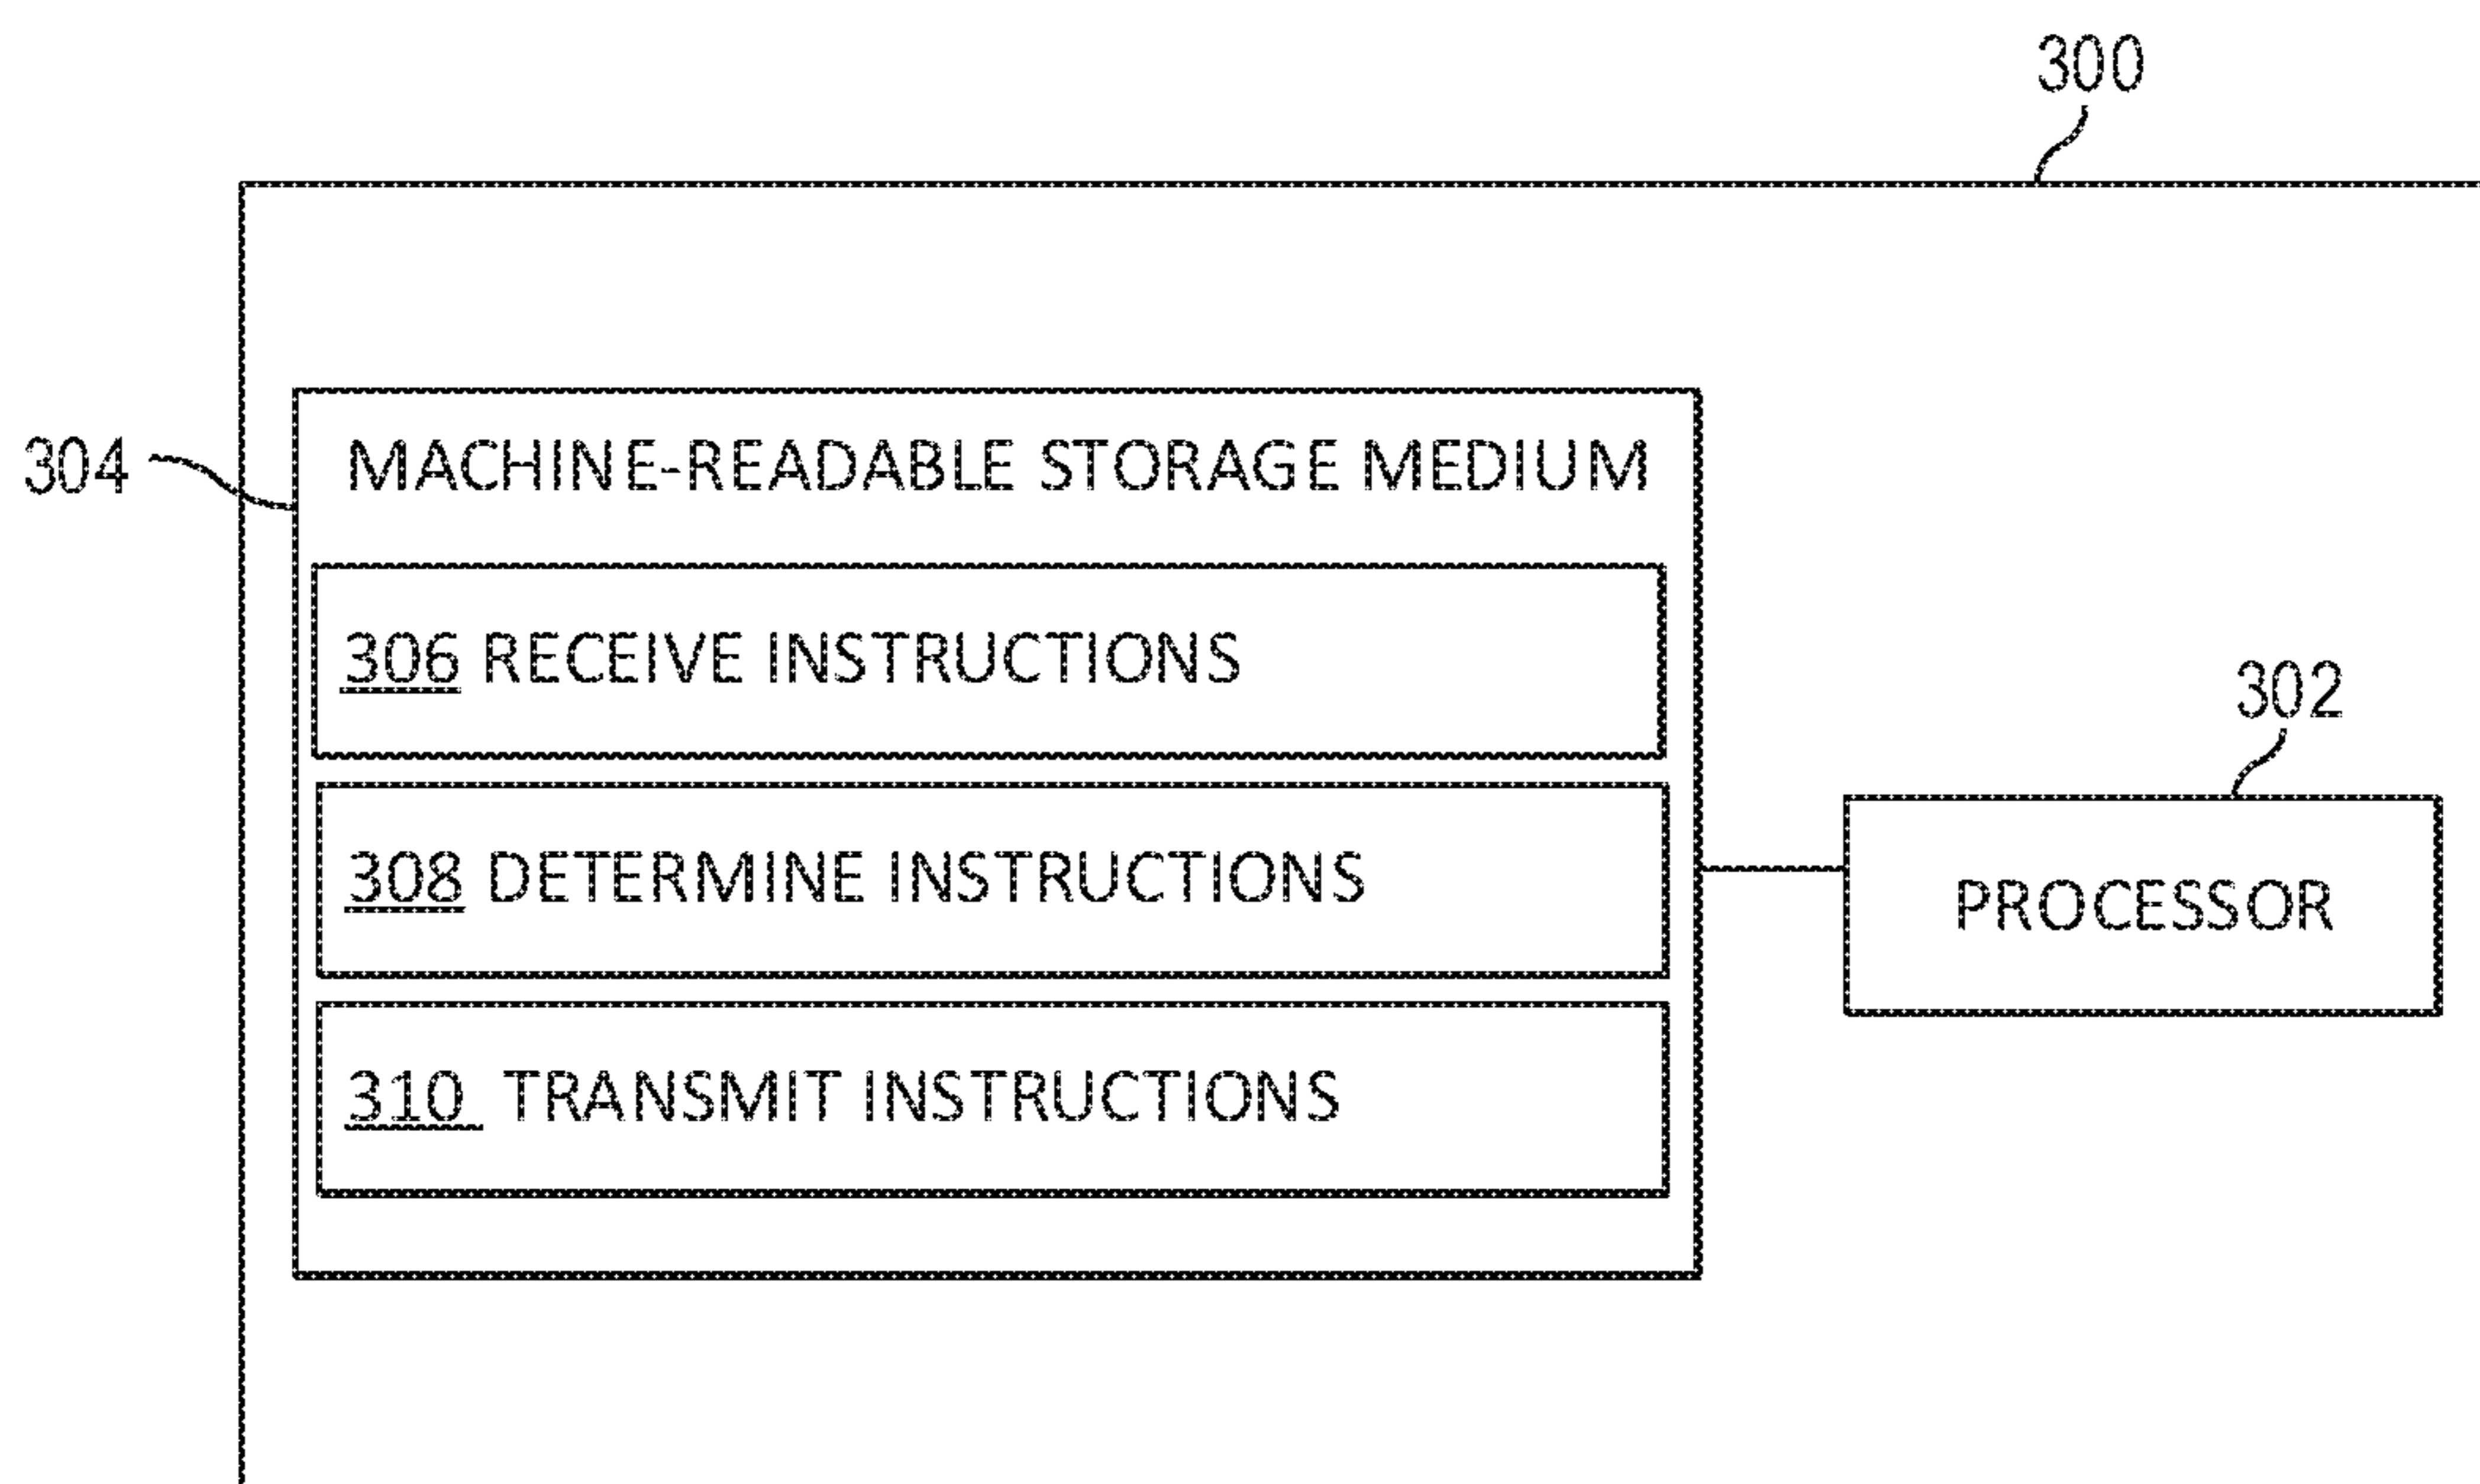 300
304
MACHINE-READABLE STORAGE MEDIUM
306 RECEIVE INSTRUCTIONS
302
308 DETERMINE INSTRUCTIONS
PROCESSOR
310 TRANSMIT INSTRUCTIONS